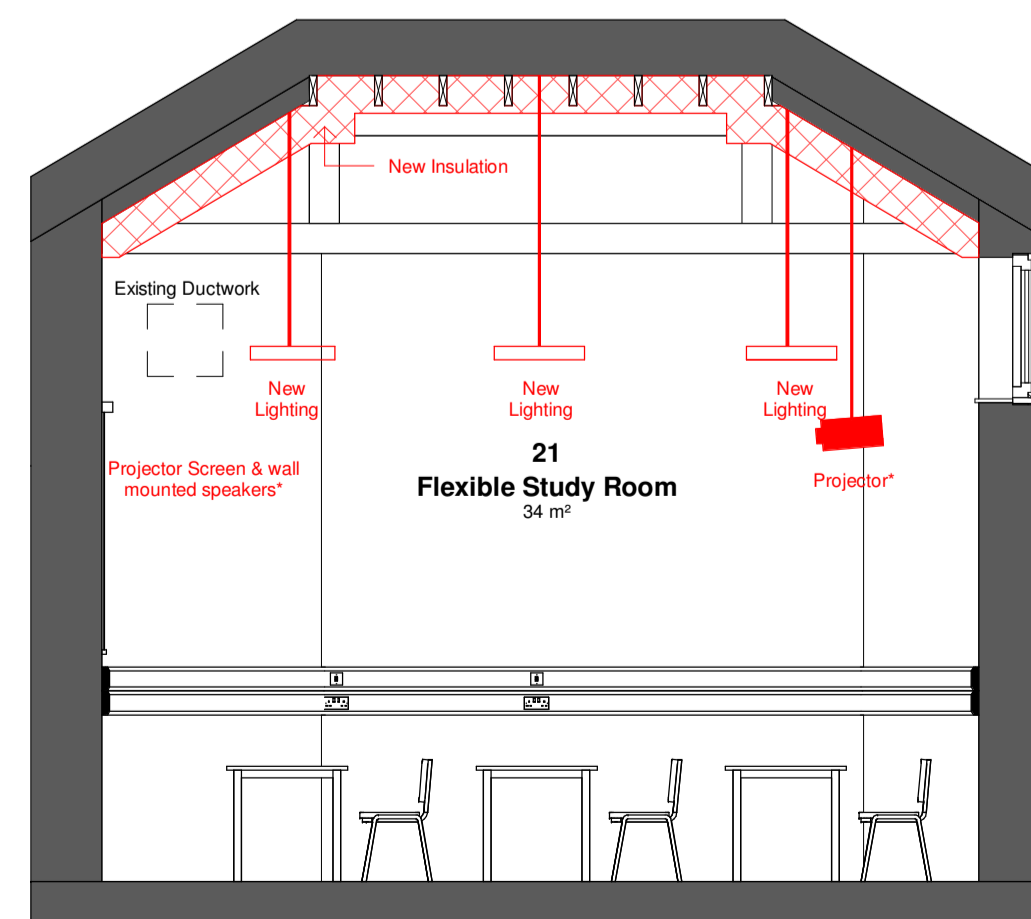 New Insulation
Existing Ductwork
New
Lighting
New
Lighting
New
Lighting
Projector Screen & wall
mounted speakers*
21
Flexible Study Room
34 m²
Projector*